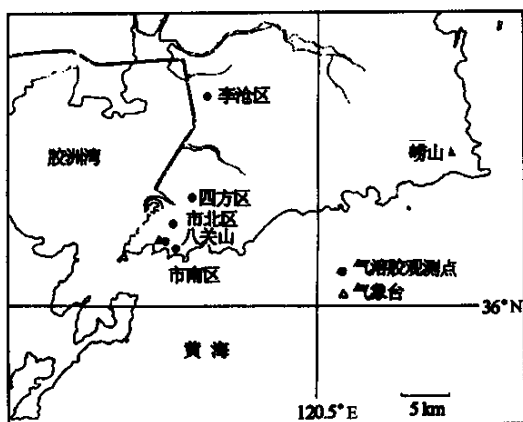 李沧区
胶洲湾
崂山
四方区
市北区
八关山
市南区
气溶胶观测点
气象台
36°N
黄海
120.5°E
5 km